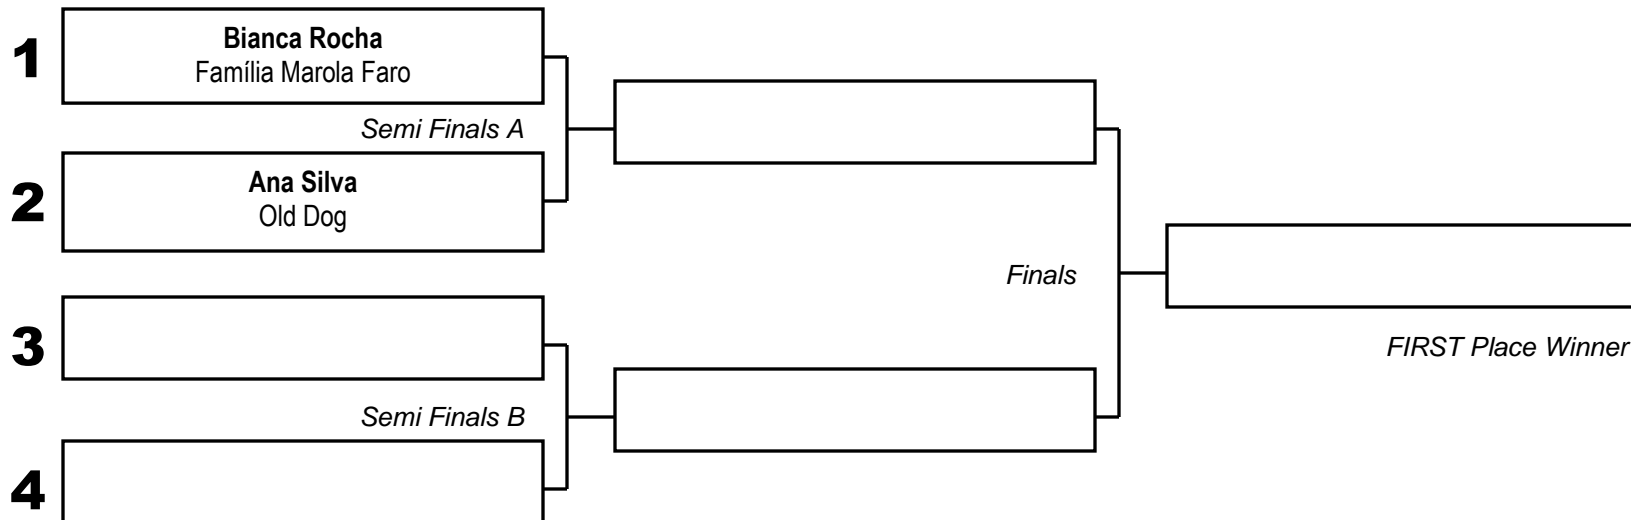 1
Bianca Rocha
Família Marola Faro
Semi Finals A
2
Ana Silva
Old Dog
Finals
3
FIRST Place Winner
Semi Finals B
4